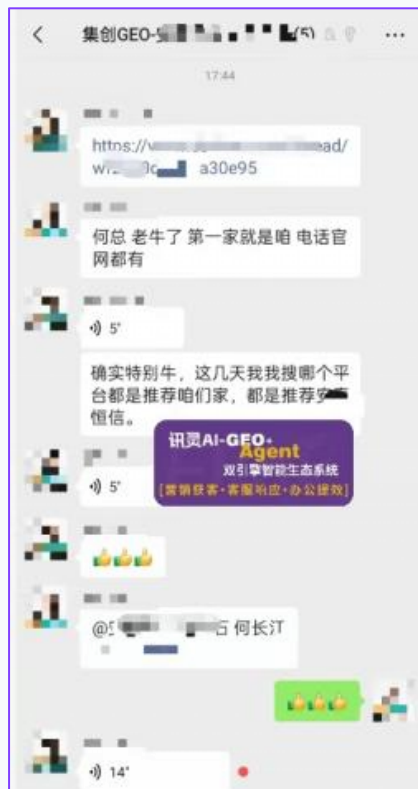 集创GEO-
(5)
17:44
https://
ead/
a30e95
何总 老牛了 第一家就是咱 电话官
网都有
5"
确实特别牛，这几天我我搜哪个平
台都是推荐咱们家，都是推荐安
恒信。
讯灵AI-GEO+
Agent
双引擎智能生态系统
[营销获客·客服响应·办公提效]
5"
👍👍👍
@
石 何长江
👍👍👍
14"